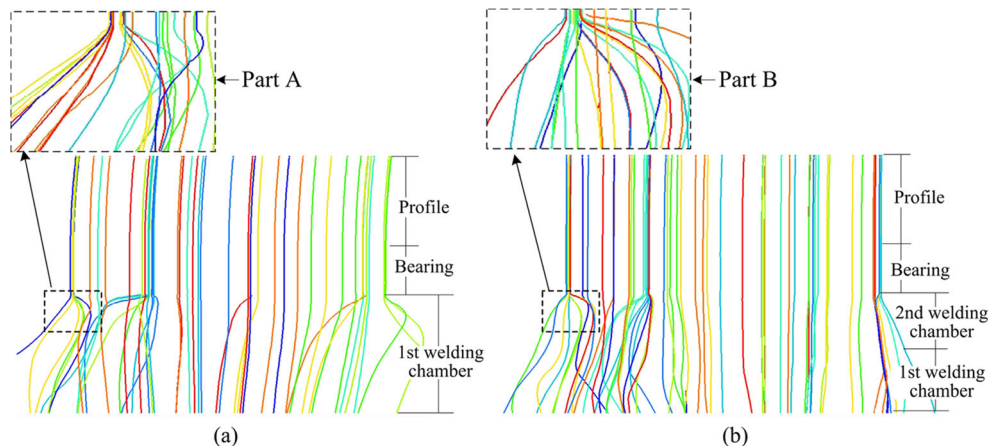 Part A
Profile
Bearing
1st welding
chamber
(a)
Part B
Profile
Bearing
2nd welding
chamber
1st welding
chamber
(b)